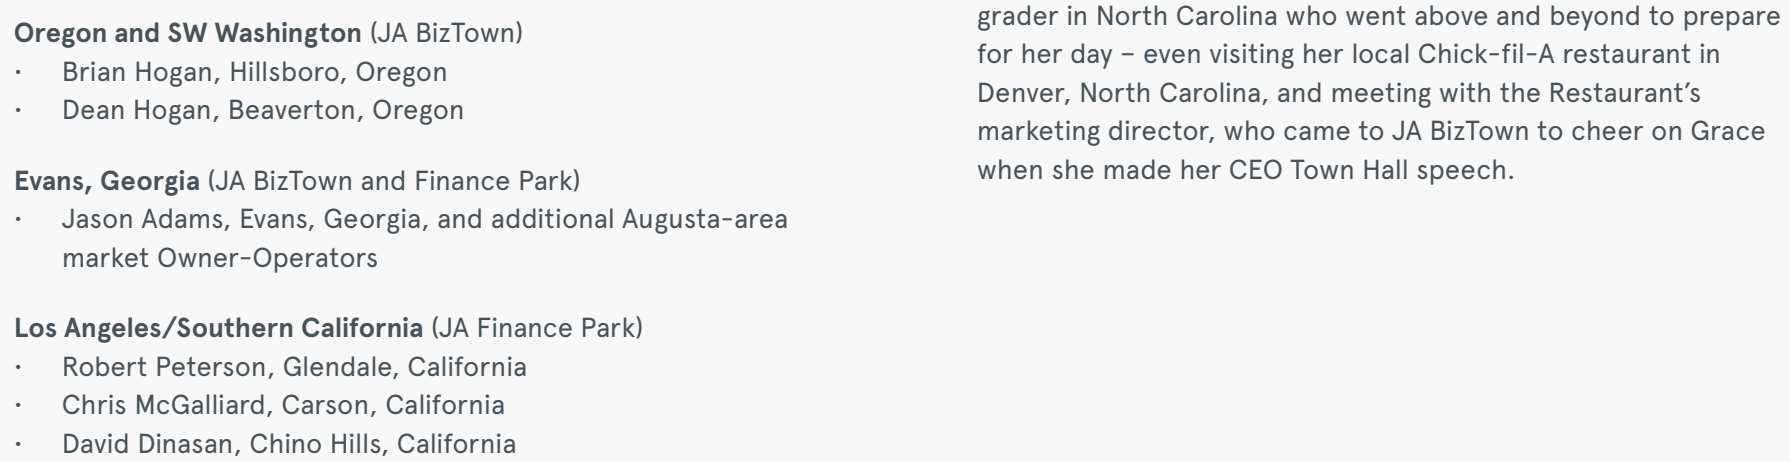 Oregon and SW Washington (JA BizTown)
· Brian Hogan, Hillsboro, Oregon
· Dean Hogan, Beaverton, Oregon
Evans, Georgia (JA BizTown and Finance Park)
· Jason Adams, Evans, Georgia, and additional Augusta-area
market Owner-Operators
Los Angeles/Southern California (JA Finance Park)
· Robert Peterson, Glendale, California
· Chris McGalliard, Carson, California
· David Dinasan, Chino Hills, California
grader in North Carolina who went above and beyond to prepare
for her day – even visiting her local Chick-fil-A restaurant in
Denver, North Carolina, and meeting with the Restaurant’s
marketing director, who came to JA BizTown to cheer on Grace
when she made her CEO Town Hall speech.